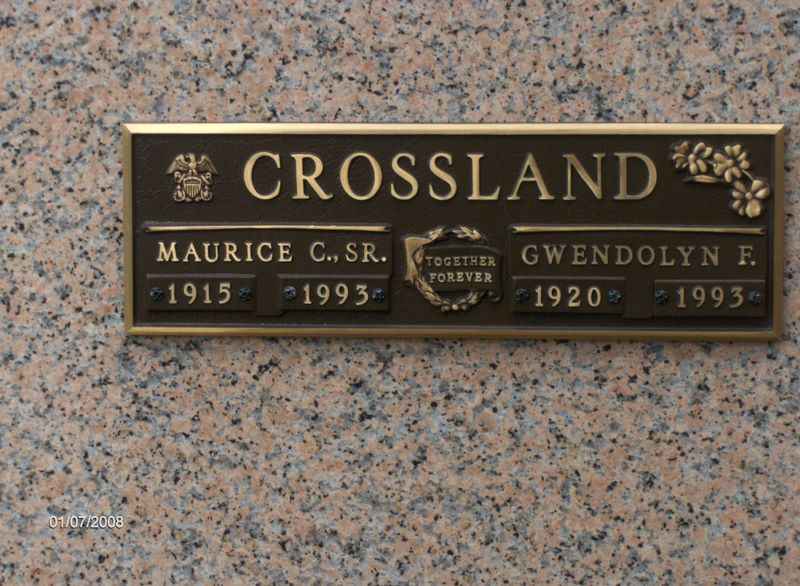 CROSSLAND
MAURICE C., SR.
1915 1993
TOGETHER
FOREVER
GWENDOLYN F.
1920 1993
01/07/2008